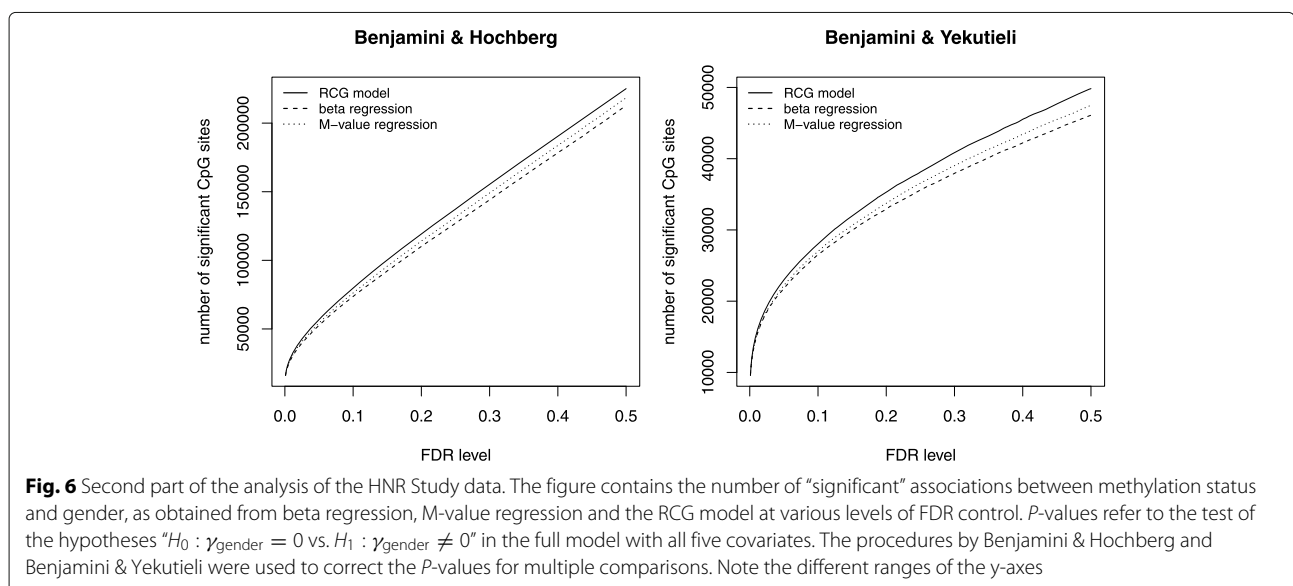 Benjamini & Hochberg
number of significant CpG sites
200000
150000
100000
50000
RCG model
beta regression
M−value regression
0.0 0.1 0.2 0.3 0.4 0.5
FDR level
Benjamini & Yekutieli
number of significant CpG sites
50000
40000
30000
20000
10000
RCG model
beta regression
M−value regression
0.0 0.1 0.2 0.3 0.4 0.5
FDR level
Fig. 6 Second part of the analysis of the HNR Study data. The figure contains the number of “significant” associations between methylation status
and gender, as obtained from beta regression, M-value regression and the RCG model at various levels of FDR control. P-values refer to the test of
the hypotheses “H₀ : γgender = 0 vs. H₁ : γgender ≠ 0” in the full model with all five covariates. The procedures by Benjamini & Hochberg and
Benjamini & Yekutieli were used to correct the P-values for multiple comparisons. Note the different ranges of the y-axes